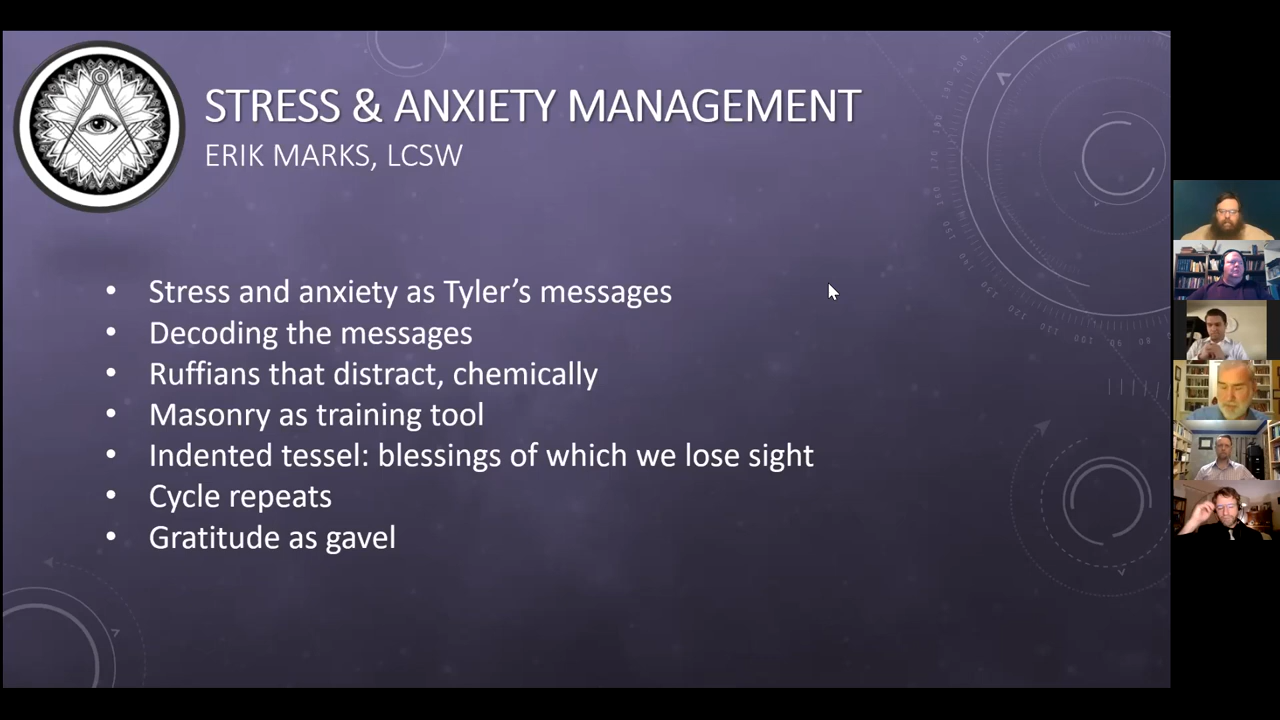 STRESS & ANXIETY MANAGEMENT
ERIK MARKS, LCSW
• Stress and anxiety as Tyler’s messages
• Decoding the messages
• Ruffians that distract, chemically
• Masonry as training tool
• Indented tessel: blessings of which we lose sight
• Cycle repeats
• Gratitude as gavel